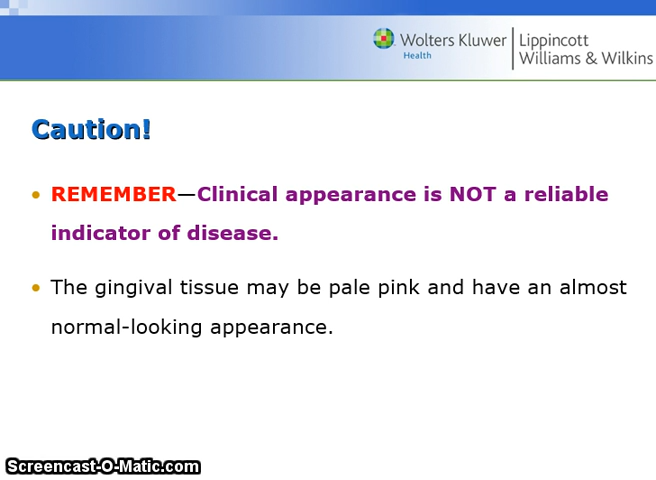 Wolters Kluwer
Health
Lippincott
Williams & Wilkins
Caution!
• REMEMBER—Clinical appearance is NOT a reliable
indicator of disease.
• The gingival tissue may be pale pink and have an almost
normal-looking appearance.
Screencast-O-Matic.com